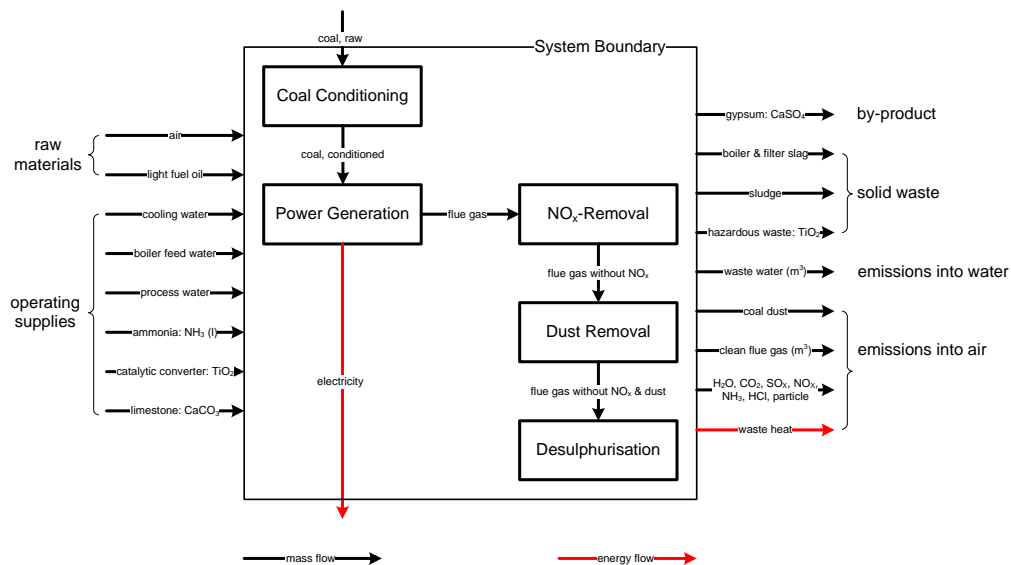 coal, raw
System Boundary
Coal Conditioning
gypsum: CaSO₄
by-product
raw
materials
air
light fuel oil
coal, conditioned
boiler & filter slag
sludge
hazardous waste: TiO₂
solid waste
operating
supplies
cooling water
boiler feed water
process water
ammonia: NH₃ (l)
catalytic converter: TiO₂
limestone: CaCO₃
Power Generation
flue gas
NOₓ-Removal
flue gas without NOₓ
waste water (m³)
emissions into water
Dust Removal
coal dust
clean flue gas (m³)
H₂O, CO₂, SOₓ, NOₓ,
NH₃, HCl, particle
waste heat
emissions into air
electricity
flue gas without NOₓ & dust
Desulphurisation
mass flow
energy flow